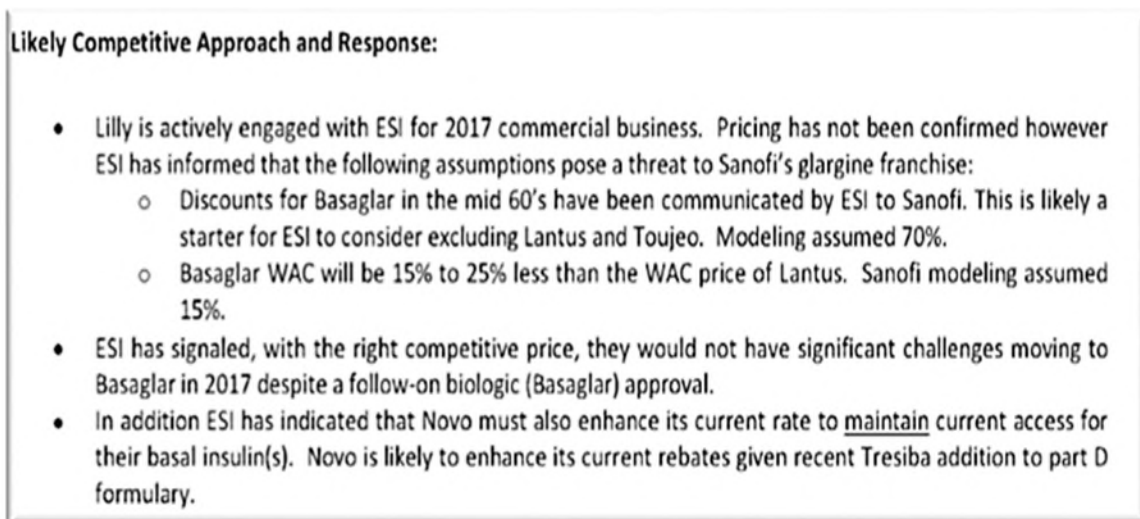 Likely Competitive Approach and Response:
• Lilly is actively engaged with ESI for 2017 commercial business.  Pricing has not been confirmed however
ESI has informed that the following assumptions pose a threat to Sanofi's glargine franchise:
o Discounts for Basaglar in the mid 60's have been communicated by ESI to Sanofi. This is likely a
starter for ESI to consider excluding Lantus and Toujeo.  Modeling assumed 70%.
o Basaglar WAC will be 15% to 25% less than the WAC price of Lantus.  Sanofi modeling assumed
15%.
• ESI has signaled, with the right competitive price, they would not have significant challenges moving to
Basaglar in 2017 despite a follow-on biologic (Basaglar) approval.
• In addition ESI has indicated that Novo must also enhance its current rate to maintain current access for
their basal insulin(s).  Novo is likely to enhance its current rebates given recent Tresiba addition to part D
formulary.